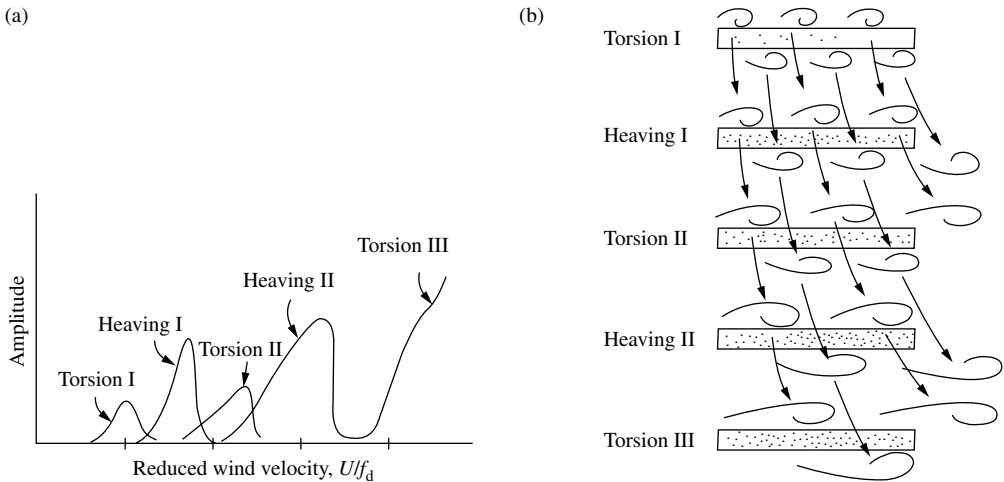 (a)
Amplitude
Torsion I
Heaving I
Torsion II
Heaving II
Torsion III
Reduced wind velocity, U/f_d
(b)
Torsion I
Heaving I
Torsion II
Heaving II
Torsion III